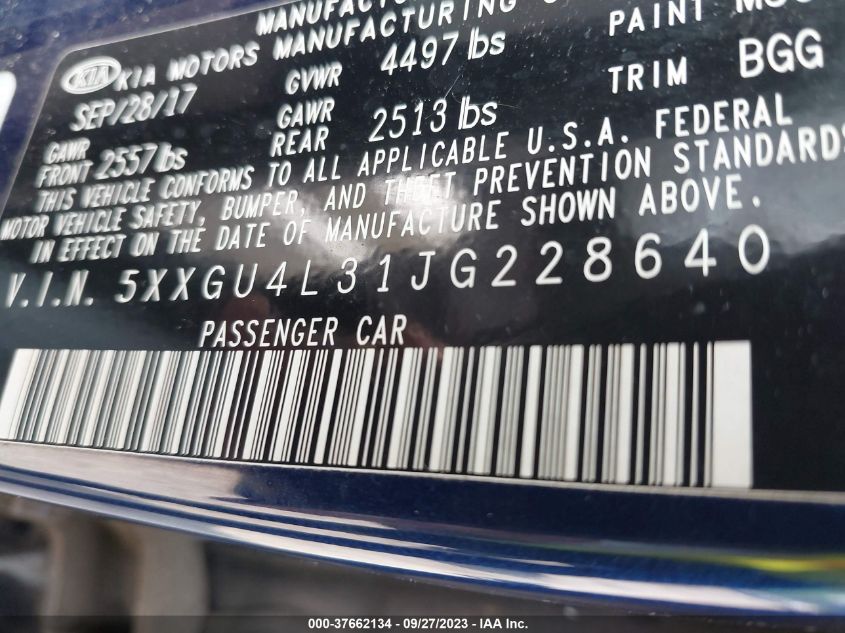 MANUFACTURING
KIA KIA MOTORS MANUFACTURING
PAINT
SEP/28/17 GVWR 4497 lbs
TRIM BGG
GAWR FRONT 2557 lbs GAWR REAR 2513 lbs
THIS VEHICLE CONFORMS TO ALL APPLICABLE U.S.A. FEDERAL
MOTOR VEHICLE SAFETY, BUMPER, AND THEFT PREVENTION STANDARDS
IN EFFECT ON THE DATE OF MANUFACTURE SHOWN ABOVE.
V.I.N. 5XXGU4L31JG228640
PASSENGER CAR
000-37662134 - 09/27/2023 - IAA Inc.